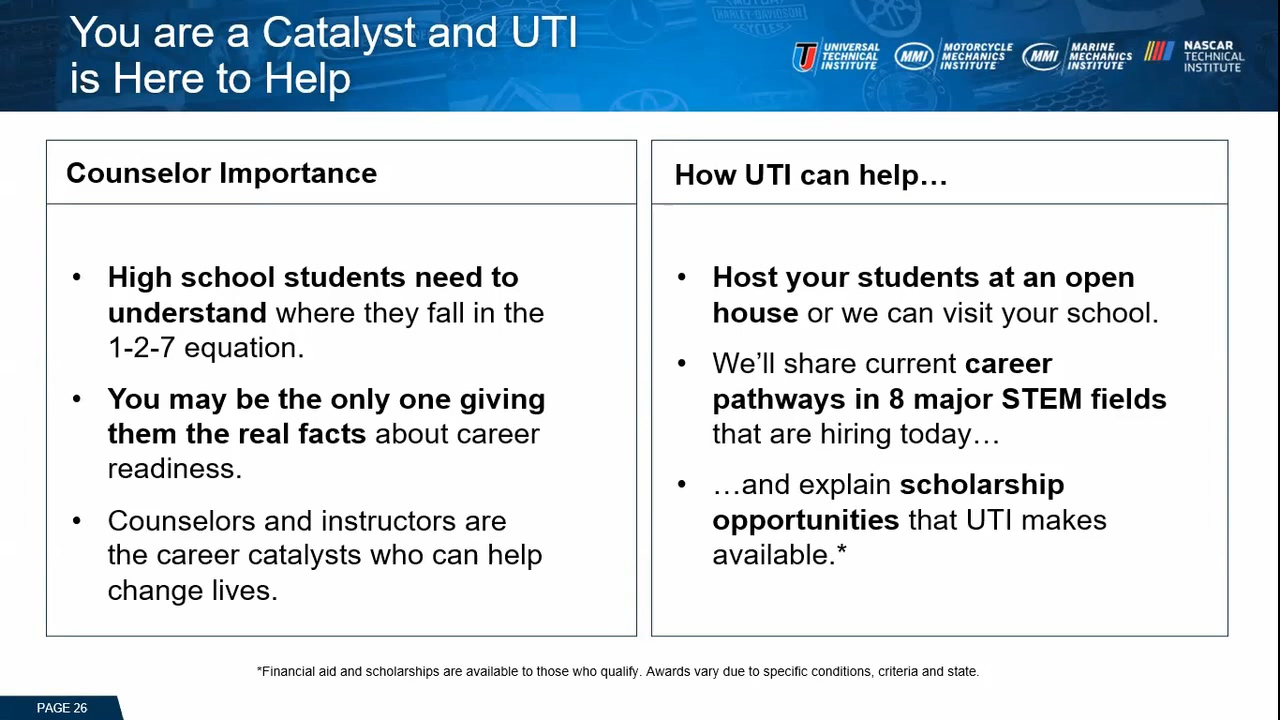 You are a Catalyst and UTI
is Here to Help
HARLEY-DAVIDSON
CYCLES
UNIVERSAL
TECHNICAL
INSTITUTE
MMI
MOTORCYCLE
MECHANICS
INSTITUTE
MMI
MARINE
MECHANICS
INSTITUTE
NASCAR
TECHNICAL
INSTITUTE
Counselor Importance
• High school students need to
understand where they fall in the
1-2-7 equation.
• You may be the only one giving
them the real facts about career
readiness.
• Counselors and instructors are
the career catalysts who can help
change lives.
How UTI can help…
• Host your students at an open
house or we can visit your school.
• We’ll share current career
pathways in 8 major STEM fields
that are hiring today…
• …and explain scholarship
opportunities that UTI makes
available.*
*Financial aid and scholarships are available to those who qualify. Awards vary due to specific conditions, criteria and state.
PAGE 26